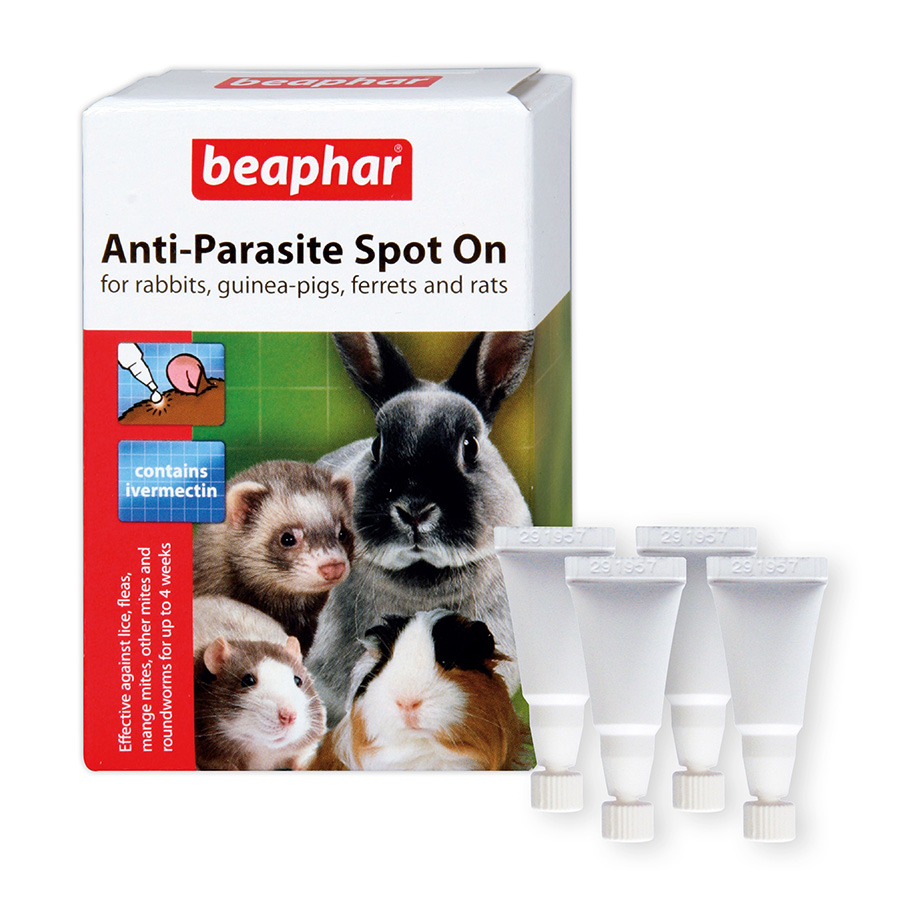 beaphar
beaphar®
Anti-Parasite Spot On
for rabbits, guinea-pigs, ferrets and rats
contains
ivermectin
Effective against lice, fleas,
mange mites, other mites and
roundworms for up to 4 weeks
291957
291957
291957
291957